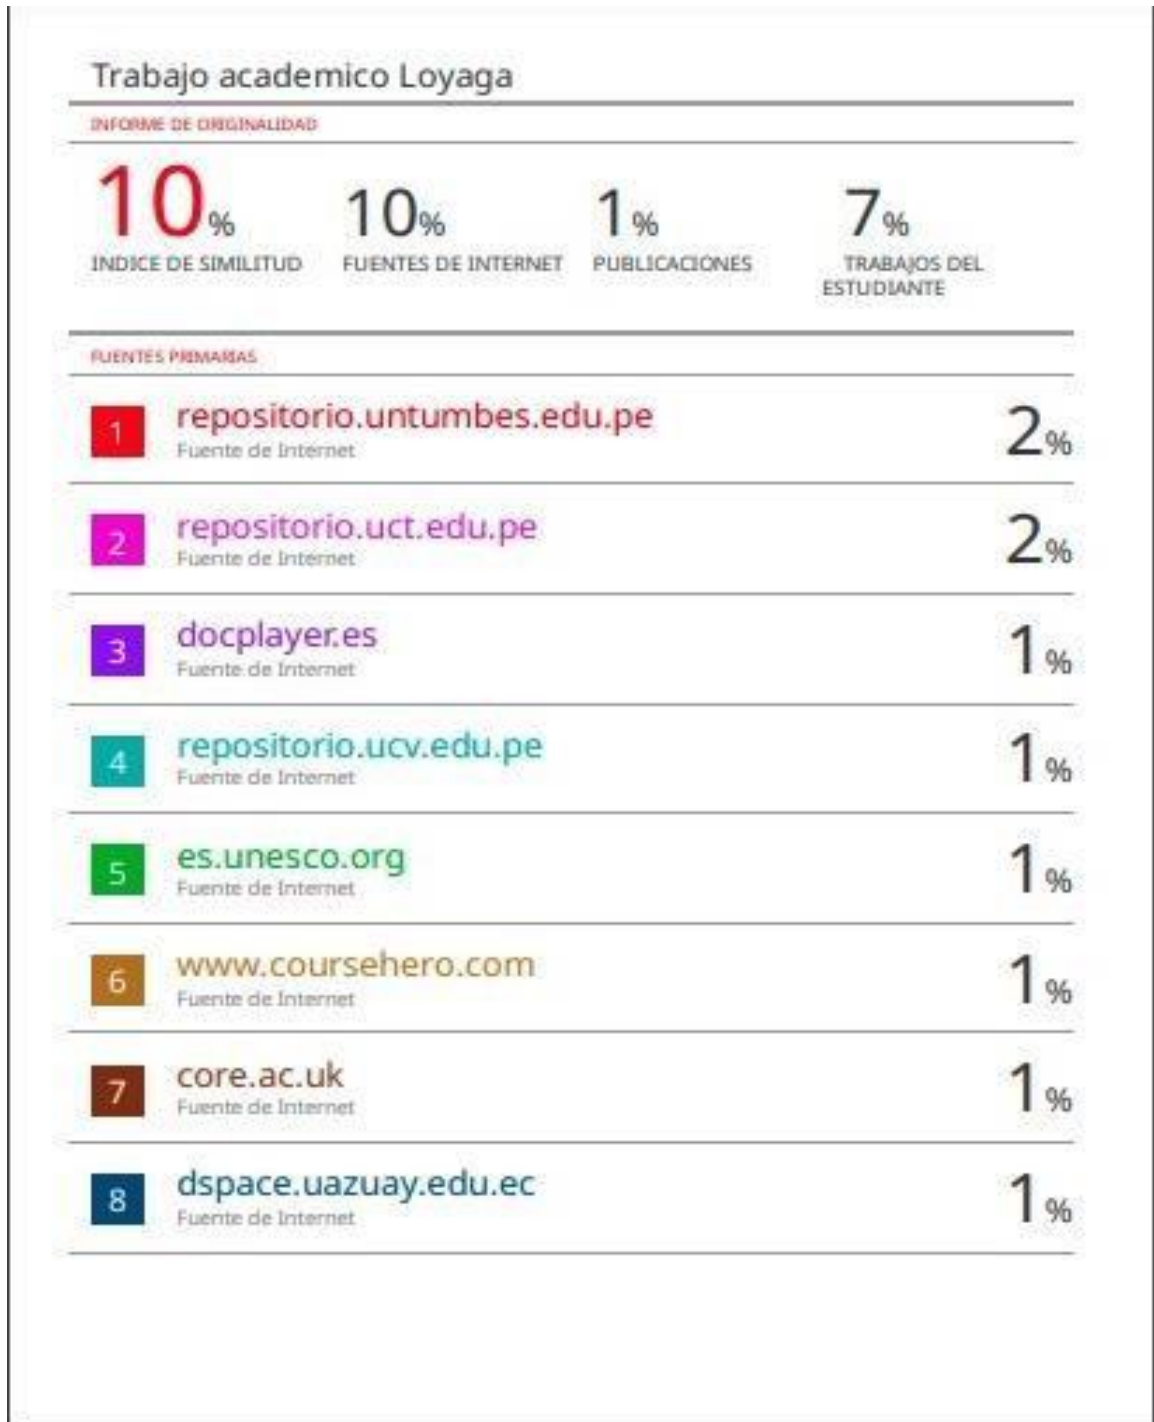 Trabajo academico Loyaga
INFORME DE ORIGINALIDAD
10% 10% 1% 7%
INDICE DE SIMILITUD FUENTES DE INTERNET PUBLICACIONES TRABAJOS DEL
ESTUDIANTE
FUENTES PRIMARIAS
1 repositorio.untumbes.edu.pe 2%
Fuente de Internet
2 repositorio.uct.edu.pe 2%
Fuente de Internet
3 docplayer.es 1%
Fuente de Internet
4 repositorio.ucv.edu.pe 1%
Fuente de Internet
5 es.unesco.org 1%
Fuente de Internet
6 www.coursehero.com 1%
Fuente de Internet
7 core.ac.uk 1%
Fuente de Internet
8 dspace.uazuay.edu.ec 1%
Fuente de Internet